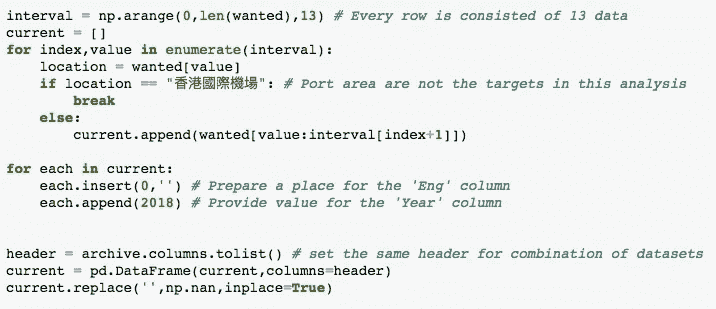 interval = np.arange(0,len(wanted),13) # Every row is consisted of 13 data
current = []
for index,value in enumerate(interval):
    location = wanted[value]
    if location == "香港國際機場": # Port area are not the targets in this analysis
        break
    else:
        current.append(wanted[value:interval[index+1]])

for each in current:
    each.insert(0,'') # Prepare a place for the 'Eng' column
    each.append(2018) # Provide value for the 'Year' column

header = archive.columns.tolist() # set the same header for combination of datasets
current = pd.DataFrame(current,columns=header)
current.replace('',np.nan,inplace=True)